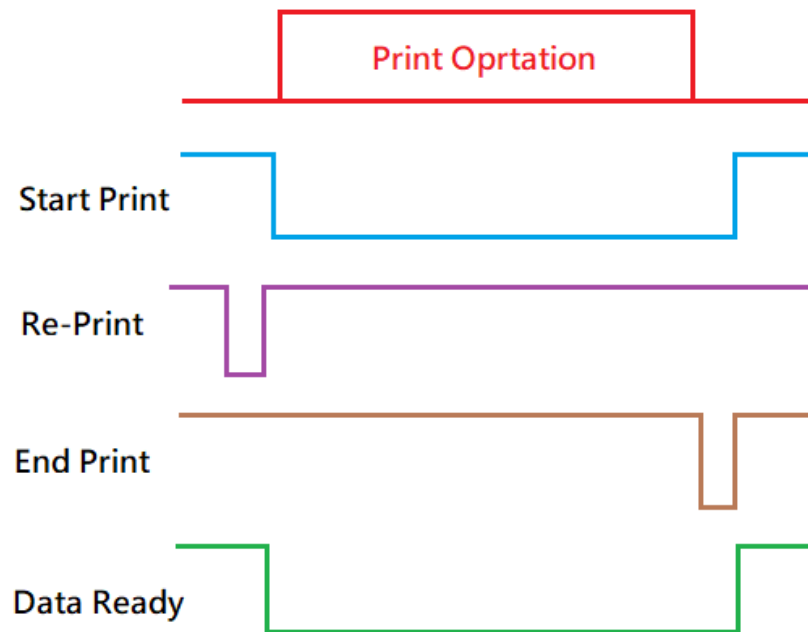 Print Oprtation
Start Print
Re-Print
End Print
Data Ready